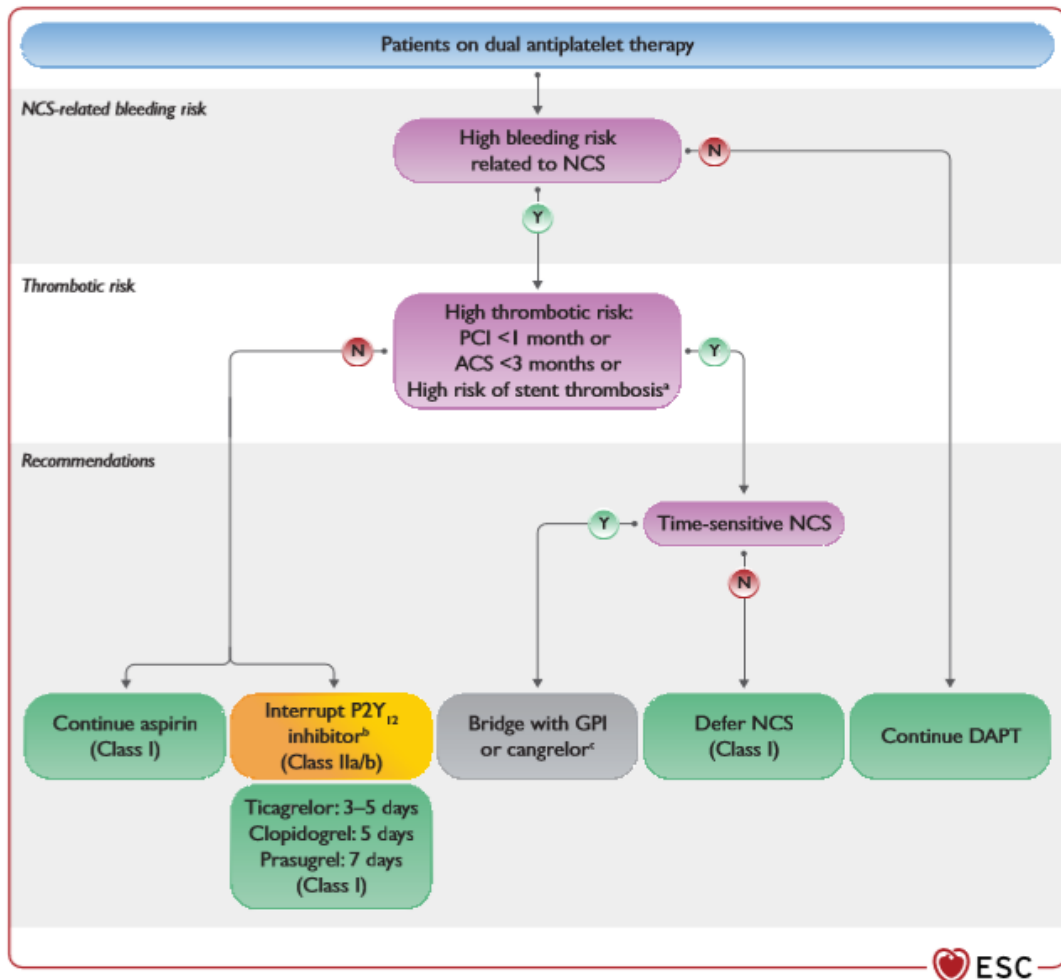 Patients on dual antiplatelet therapy
NCS-related bleeding risk
High bleeding risk
related to NCS
N
Y
Thrombotic risk
High thrombotic risk:
PCI <1 month or
ACS <3 months or
High risk of stent thrombosisᵃ
N
Y
Recommendations
Time-sensitive NCS
Y
N
Continue aspirin
(Class I)
Interrupt P2Y₁₂
inhibitorᵇ
(Class IIa/b)
Ticagrelor: 3–5 days
Clopidogrel: 5 days
Prasugrel: 7 days
(Class I)
Bridge with GPI
or cangrelorᶜ
Defer NCS
(Class I)
Continue DAPT
ESC